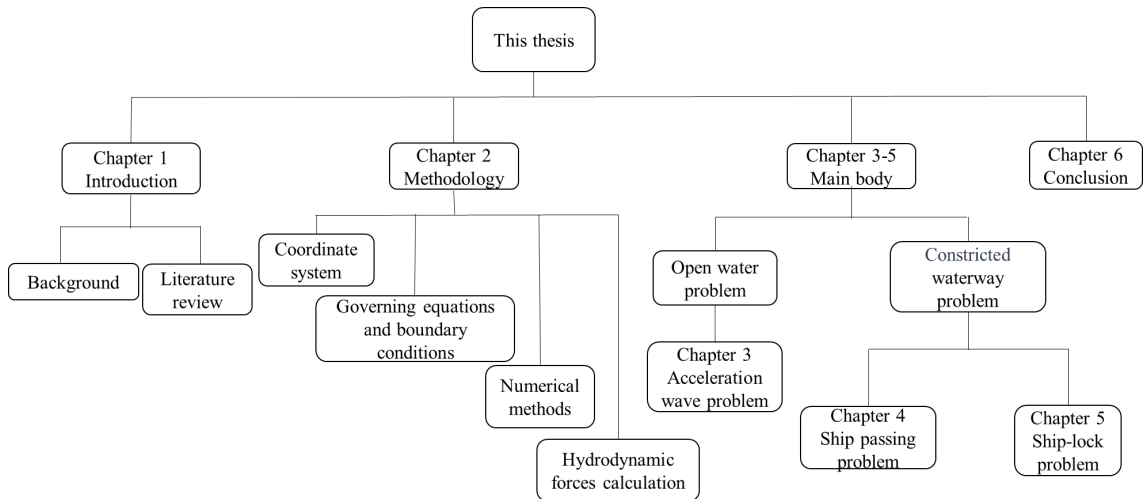 This thesis
Chapter 1
Introduction
Chapter 2
Methodology
Chapter 3-5
Main body
Chapter 6
Conclusion
Background
Literature
review
Coordinate
system
Governing equations
and boundary
conditions
Numerical
methods
Hydrodynamic
forces calculation
Open water
problem
Constricted
waterway
problem
Chapter 3
Acceleration
wave problem
Chapter 4
Ship passing
problem
Chapter 5
Ship-lock
problem